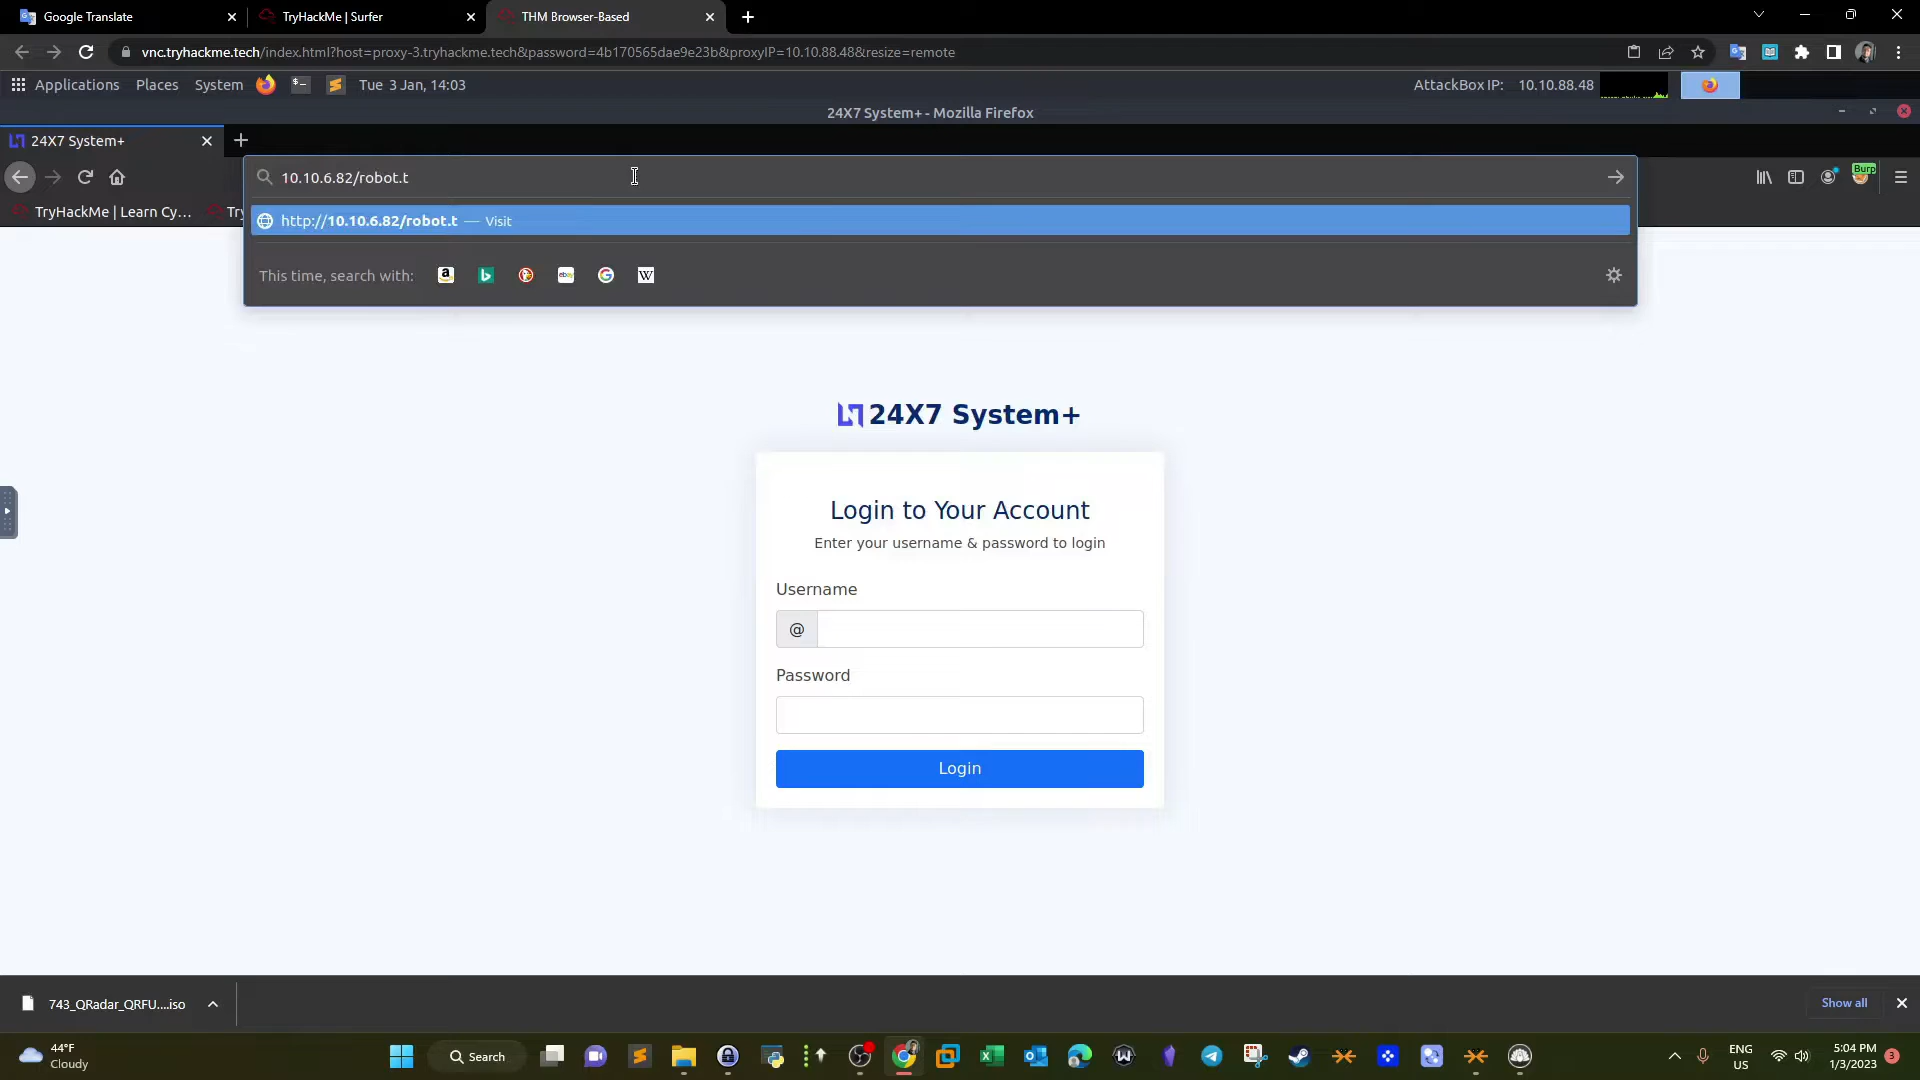 Google Translate
TryHackMe | Surfer
THM Browser-Based
vnc.tryhackme.tech/index.html?host=proxy-3.tryhackme.tech&password=4b170565dae9e23b&proxyIP=10.10.88.48&resize=remote
Applications Places System Tue 3 Jan, 14:03 AttackBox IP: 10.10.88.48
24X7 System+ - Mozilla Firefox
24X7 System+
10.10.6.82/robot.t
Burp
TryHackMe | Learn Cy… Try
http://10.10.6.82/robot.t — Visit
This time, search with:
24X7 System+
Login to Your Account
Enter your username & password to login
Username
@
Password
Login
743_QRadar_QRFU....iso
Show all
44°F
Cloudy
Search
ENG
US
5:04 PM
1/3/2023
3